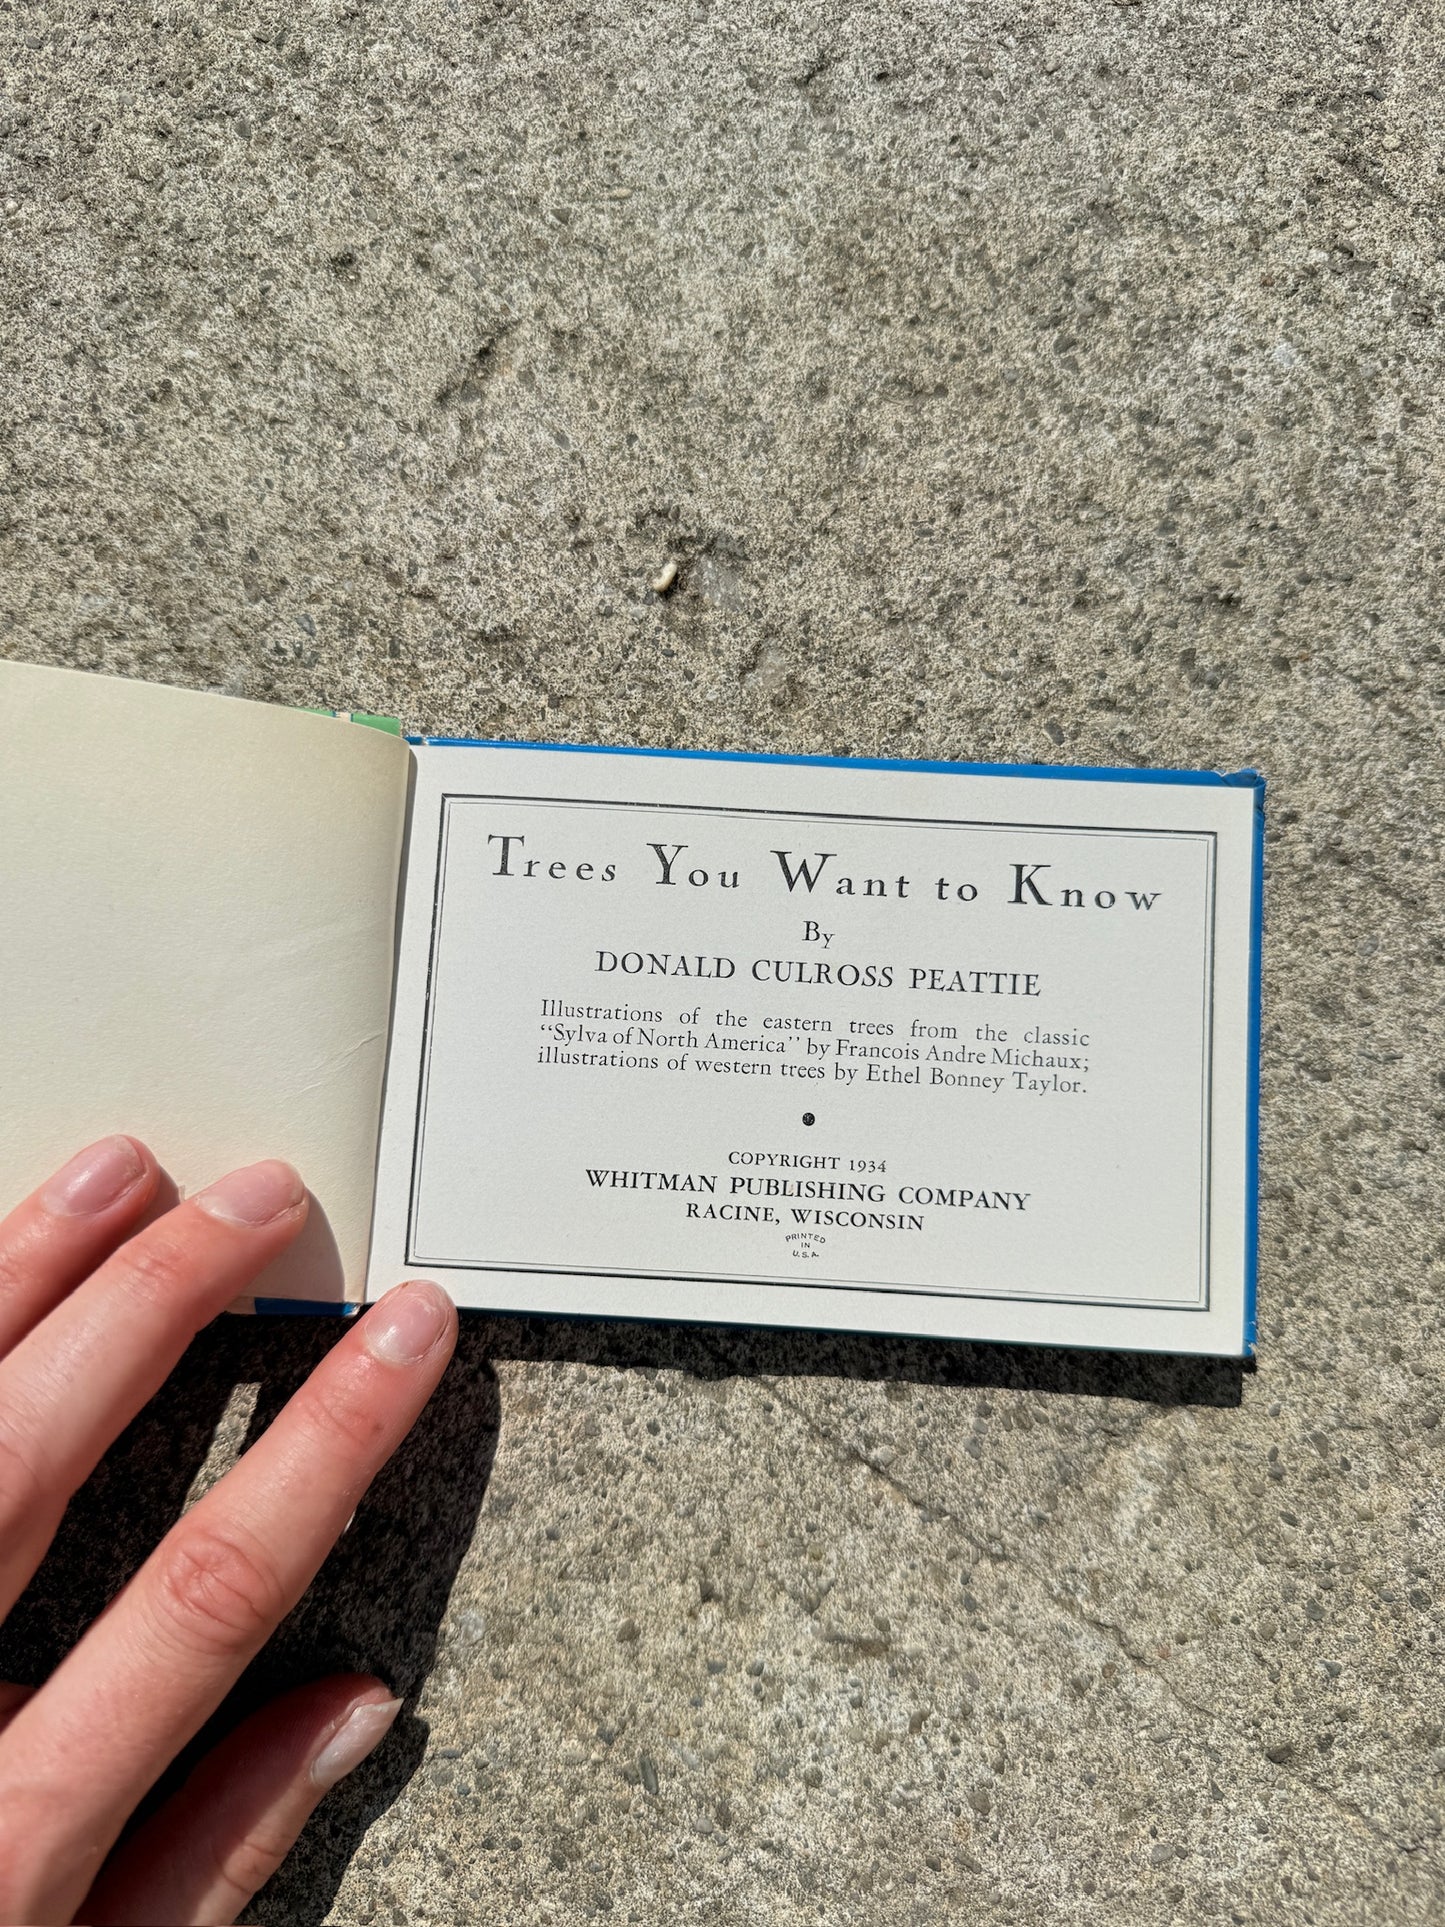 Trees You Want to Know
By
DONALD CULROSS PEATTIE
Illustrations of the eastern trees from the classic
“Sylva of North America” by Francois Andre Michaux;
illustrations of western trees by Ethel Bonney Taylor.
COPYRIGHT 1934
WHITMAN PUBLISHING COMPANY
RACINE, WISCONSIN
PRINTED
IN
U. S. A.